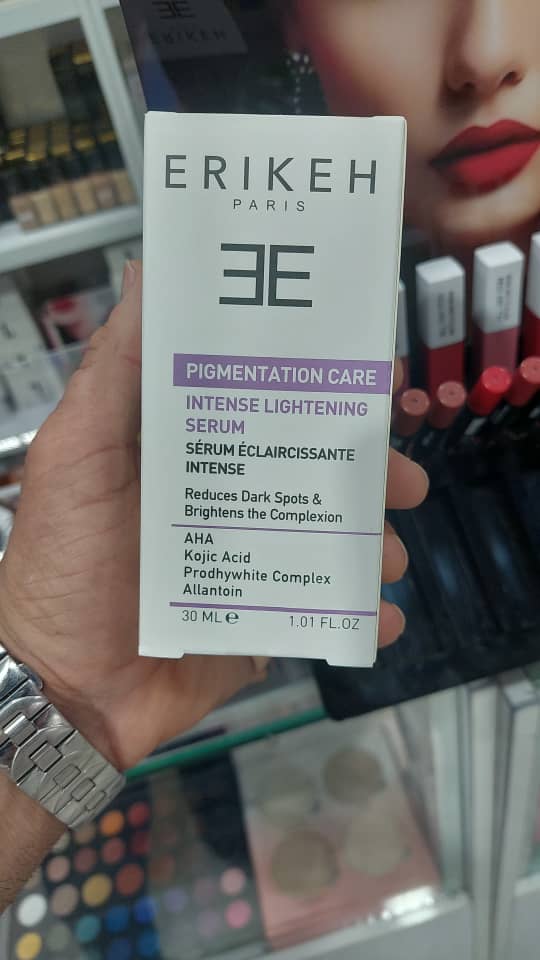 ERIKEH
PARIS
PIGMENTATION CARE
INTENSE LIGHTENING
SERUM
SÉRUM ÉCLAIRCISSANTE
INTENSE
Reduces Dark Spots &
Brightens the Complexion
AHA
Kojic Acid
Prodhywhite Complex
Allantoin
30 ML ℮ 1.01 FL.OZ